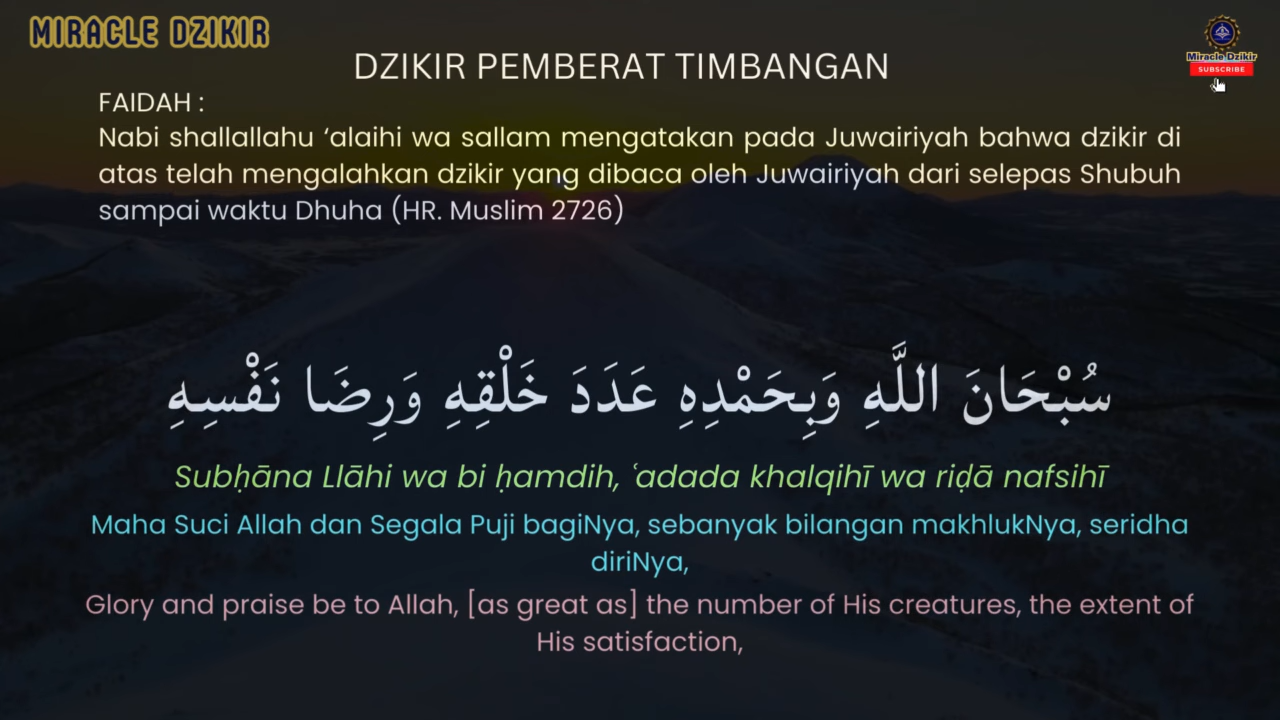 MIRACLE DZIKIR
Miracle Dzikir
SUBSCRIBE
DZIKIR PEMBERAT TIMBANGAN
FAIDAH :
Nabi shallallahu ‘alaihi wa sallam mengatakan pada Juwairiyah bahwa dzikir di
atas telah mengalahkan dzikir yang dibaca oleh Juwairiyah dari selepas Shubuh
sampai waktu Dhuha (HR. Muslim 2726)
سُبْحَانَ اللَّهِ وَبِحَمْدِهِ عَدَدَ خَلْقِهِ وَرِضَا نَفْسِهِ
Subḥāna Llāhi wa bi ḥamdih, ʿadada khalqihī wa riḍā nafsihī
Maha Suci Allah dan Segala Puji bagiNya, sebanyak bilangan makhlukNya, seridha
diriNya,
Glory and praise be to Allah, [as great as] the number of His creatures, the extent of
His satisfaction,